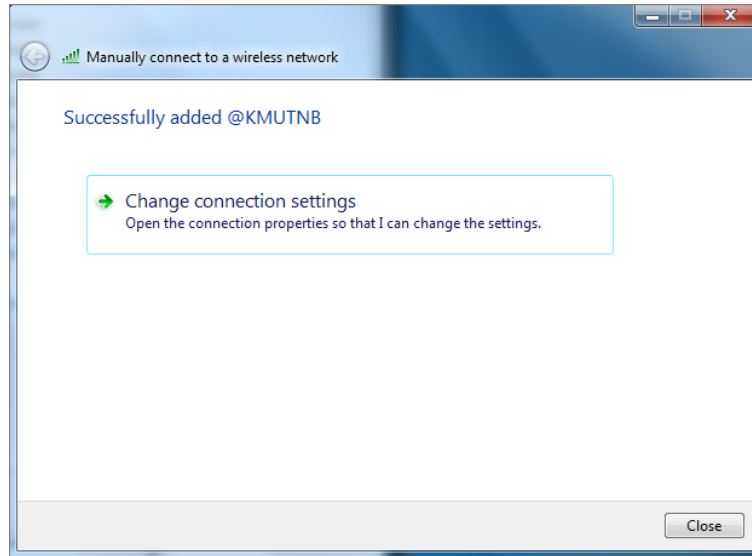 Manually connect to a wireless network
Successfully added @KMUTNB
Change connection settings
Open the connection properties so that I can change the settings.
Close